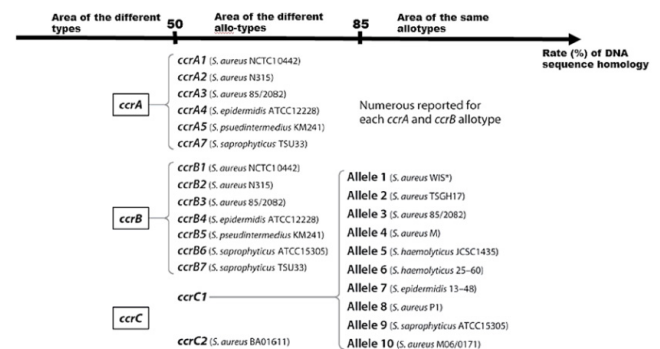 Area of the different types
Area of the different allo-types
Area of the same allotypes
50
85
Rate (%) of DNA sequence homology
ccrA
ccrA1 (S. aureus NCTC10442)
ccrA2 (S. aureus N315)
ccrA3 (S. aureus 85/2082)
ccrA4 (S. epidermidis ATCC12228)
ccrA5 (S. psuedintermedius KM241)
ccrA7 (S. saprophyticus TSU33)
Numerous reported for
each ccrA and ccrB allotype
ccrB
ccrB1 (S. aureus NCTC10442)
ccrB2 (S. aureus N315)
ccrB3 (S. aureus 85/2082)
ccrB4 (S. epidermidis ATCC12228)
ccrB5 (S. pseudintermedius KM241)
ccrB6 (S. saprophyticus ATCC15305)
ccrB7 (S. saprophyticus TSU33)
ccrC
ccrC1
ccrC2 (S. aureus BA01611)
Allele 1 (S. aureus WIS*)
Allele 2 (S. aureus TSGH17)
Allele 3 (S. aureus 85/2082)
Allele 4 (S. aureus M)
Allele 5 (S. haemolyticus JCSC1435)
Allele 6 (S. haemolyticus 25–60)
Allele 7 (S. epidermidis 13–48)
Allele 8 (S. aureus P1)
Allele 9 (S. saprophyticus ATCC15305)
Allele 10 (S. aureus M06/0171)